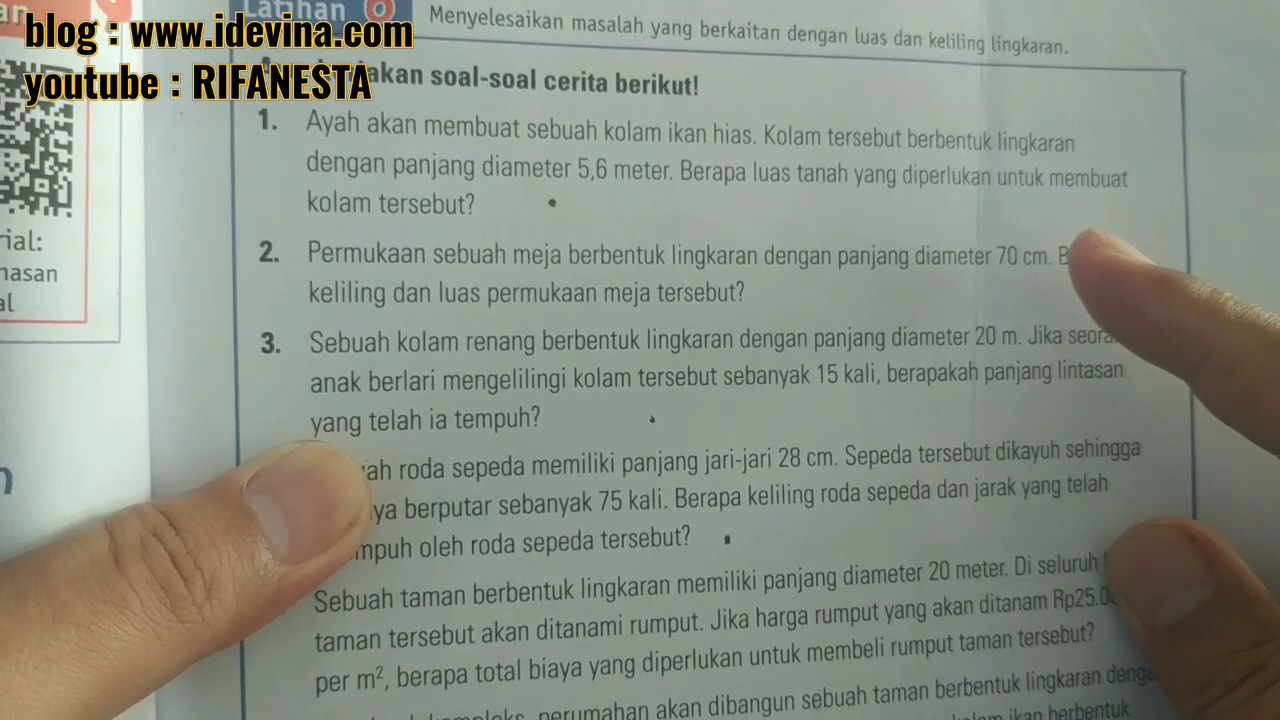 blog : www.idevina.com
youtube : RIFANESTA
Latihan
Menyelesaikan masalah yang berkaitan dengan luas dan keliling lingkaran.
soal-soal cerita berikut!
1. Ayah akan membuat sebuah kolam ikan hias. Kolam tersebut berbentuk lingkaran
dengan panjang diameter 5,6 meter. Berapa luas tanah yang diperlukan untuk membuat
kolam tersebut?
2. Permukaan sebuah meja berbentuk lingkaran dengan panjang diameter 70 cm.
keliling dan luas permukaan meja tersebut?
3. Sebuah kolam renang berbentuk lingkaran dengan panjang diameter 20 m. Jika
anak berlari mengelilingi kolam tersebut sebanyak 15 kali, berapakah panjang lintasan
yang telah ia tempuh?
roda sepeda memiliki panjang jari-jari 28 cm. Sepeda tersebut dikayuh sehingga
berputar sebanyak 75 kali. Berapa keliling roda sepeda dan jarak yang telah
oleh roda sepeda tersebut?
Sebuah taman berbentuk lingkaran memiliki panjang diameter 20 meter. Di seluruh
taman tersebut akan ditanami rumput. Jika harga rumput yang akan ditanam
per m², berapa total biaya yang diperlukan untuk membeli rumput taman tersebut?
perumahan akan dibangun sebuah taman berbentuk lingkaran
ikan berbentuk